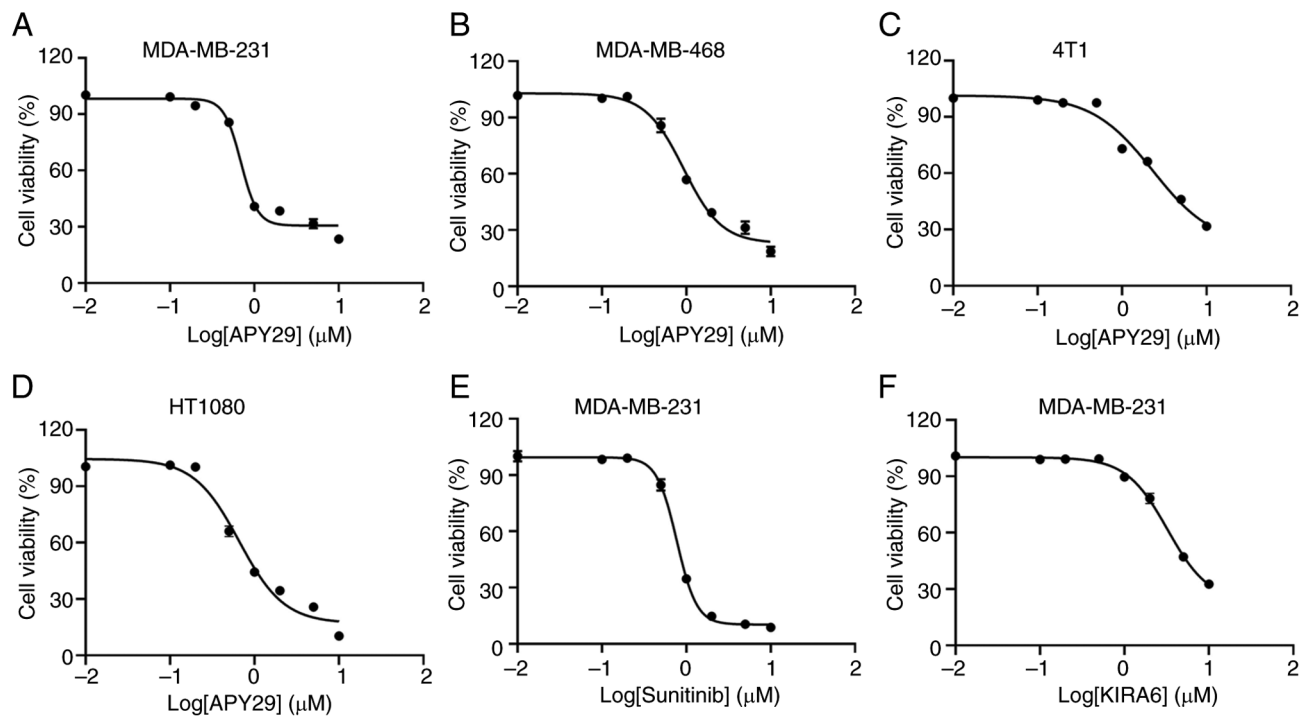 A
MDA-MB-231
120
90
60
30
0
Cell viability (%)
−2
−1
0
1
2
Log[APY29] (μM)
B
MDA-MB-468
120
90
60
30
0
Cell viability (%)
−2
−1
0
1
2
Log[APY29] (μM)
C
4T1
120
90
60
30
0
Cell viability (%)
−2
−1
0
1
2
Log[APY29] (μM)
D
HT1080
120
90
60
30
0
Cell viability (%)
−2
−1
0
1
2
Log[APY29] (μM)
E
MDA-MB-231
120
90
60
30
0
Cell viability (%)
−2
−1
0
1
2
Log[Sunitinib] (μM)
F
MDA-MB-231
120
90
60
30
0
Cell viability (%)
−2
−1
0
1
2
Log[KIRA6] (μM)